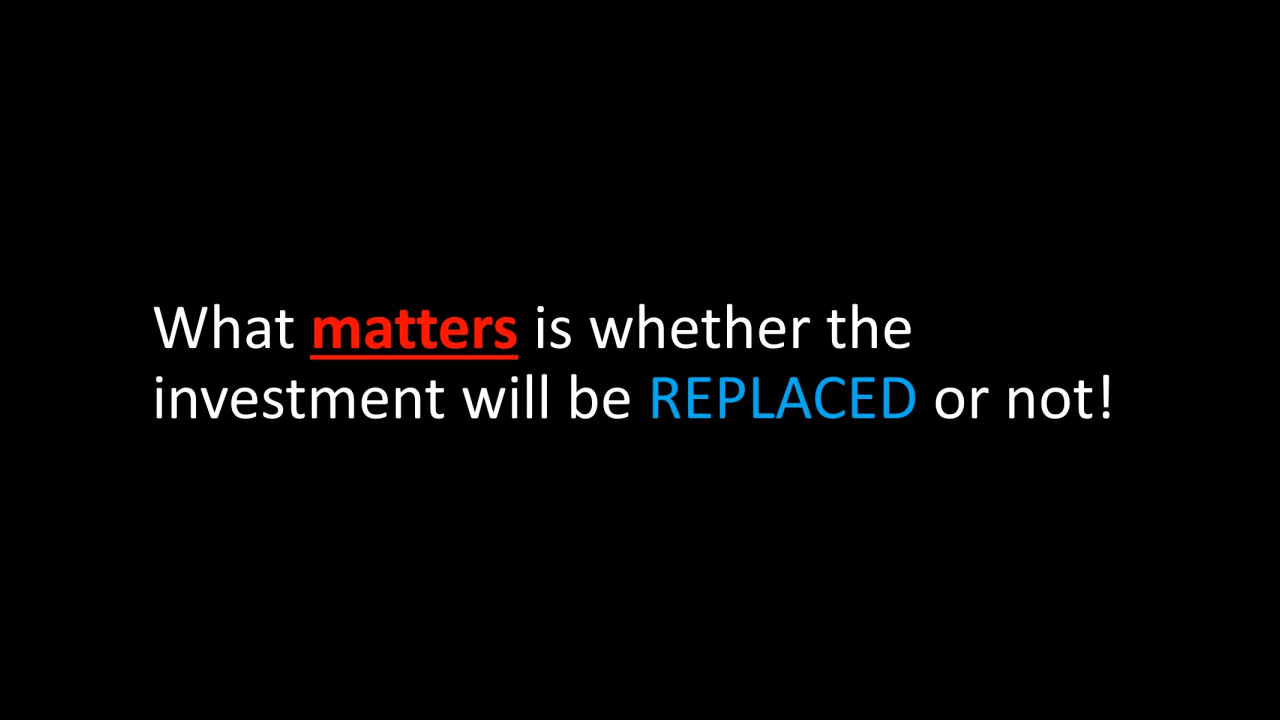 What matters is whether the
investment will be REPLACED or not!